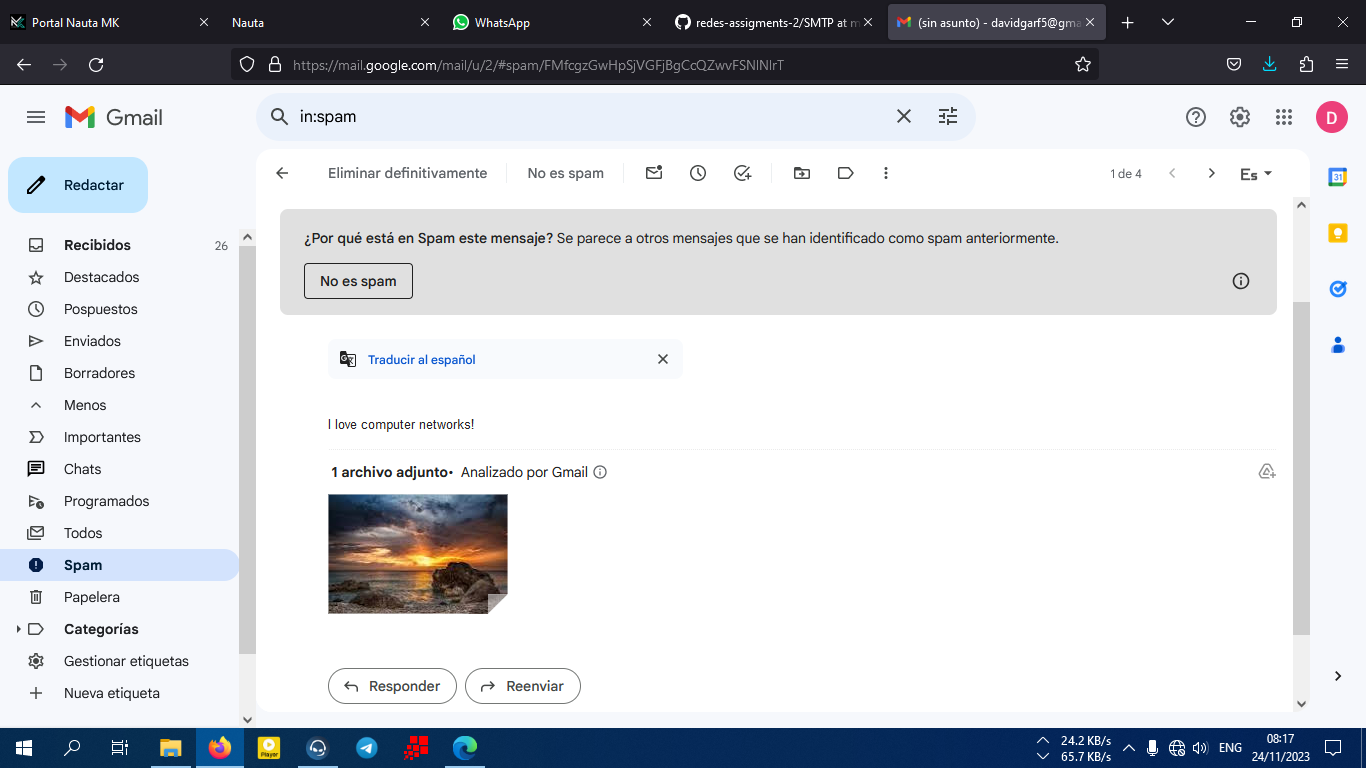 Portal Nauta MK
Nauta
WhatsApp
redes-assigments-2/SMTP at m
(sin asunto) - davidgarf5@gma
https://mail.google.com/mail/u/2/#spam/FMfcgzGwHpSjVGFjBgCcQZwvFSNlNlrT
Gmail
in:spam
D
Redactar
Eliminar definitivamente
No es spam
1 de 4
Es
31
Recibidos 26
Destacados
Pospuestos
Enviados
Borradores
Menos
Importantes
Chats
Programados
Todos
Spam
Papelera
Categorías
Gestionar etiquetas
Nueva etiqueta
¿Por qué está en Spam este mensaje? Se parece a otros mensajes que se han identificado como spam anteriormente.
No es spam
Traducir al español
I love computer networks!
1 archivo adjunto • Analizado por Gmail
Responder
Reenviar
Player
24.2 KB/s
65.7 KB/s
ENG
08:17
24/11/2023